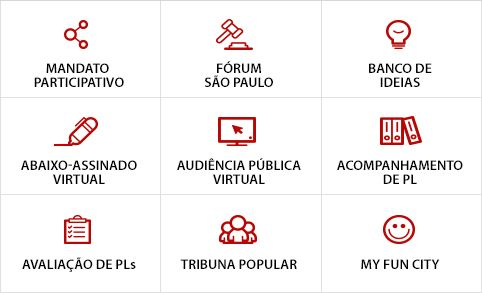 MANDATO
PARTICIPATIVO
FÓRUM
SÃO PAULO
BANCO DE
IDEIAS
ABAIXO-ASSINADO
VIRTUAL
AUDIÊNCIA PÚBLICA
VIRTUAL
ACOMPANHAMENTO
DE PL
AVALIAÇÃO DE PLs
TRIBUNA POPULAR
MY FUN CITY